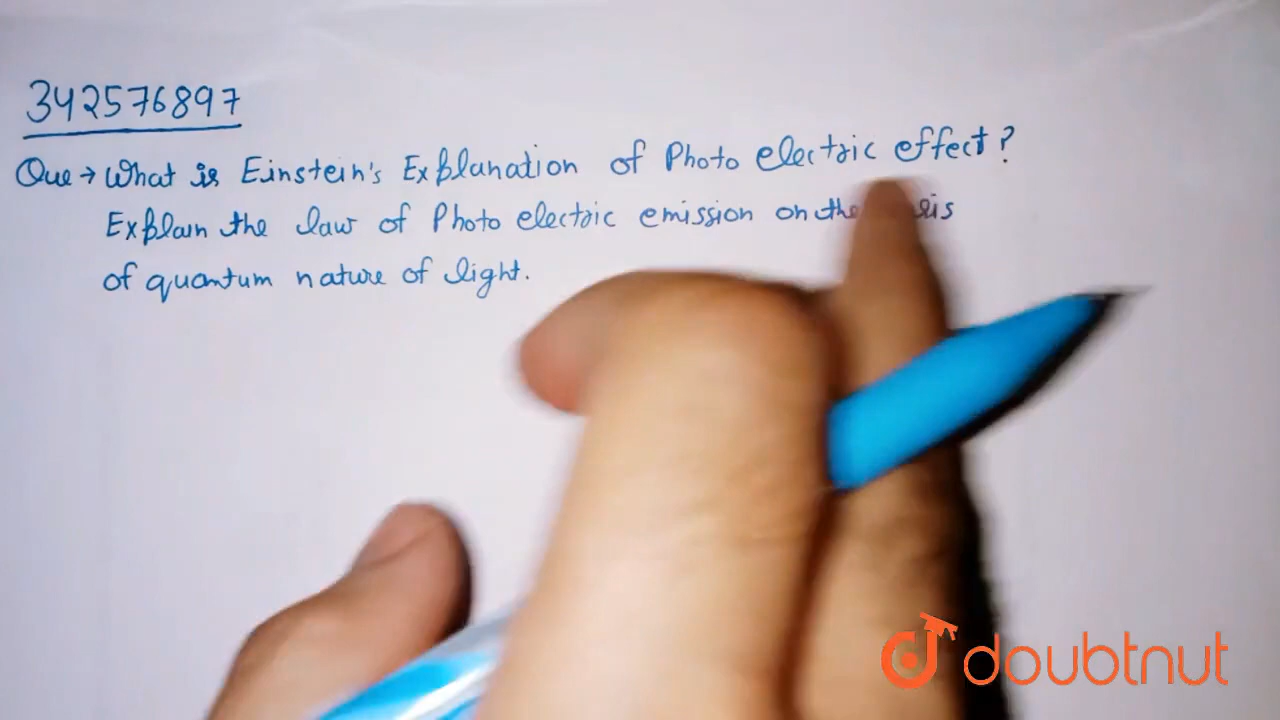 342576897
Que → What is Einstein's Explanation of Photo electric effect?
Explain the law of Photo electric emission on the
of quantum nature of light.
doubtnut